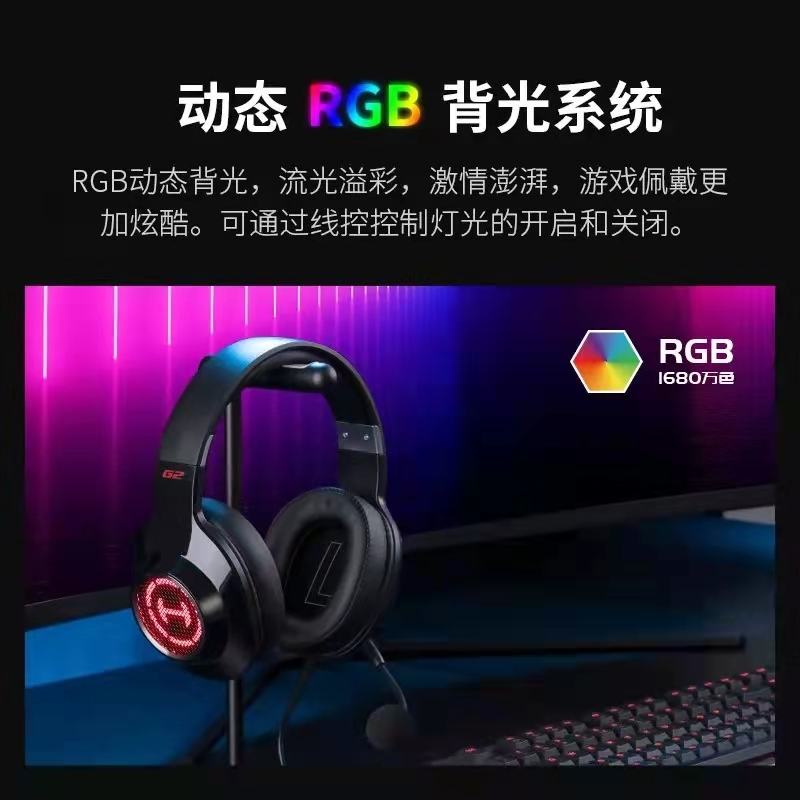 动态 RGB 背光系统
RGB动态背光，流光溢彩，激情澎湃，游戏佩戴更
加炫酷。可通过线控控制灯光的开启和关闭。
RGB
1680万色
G2
L